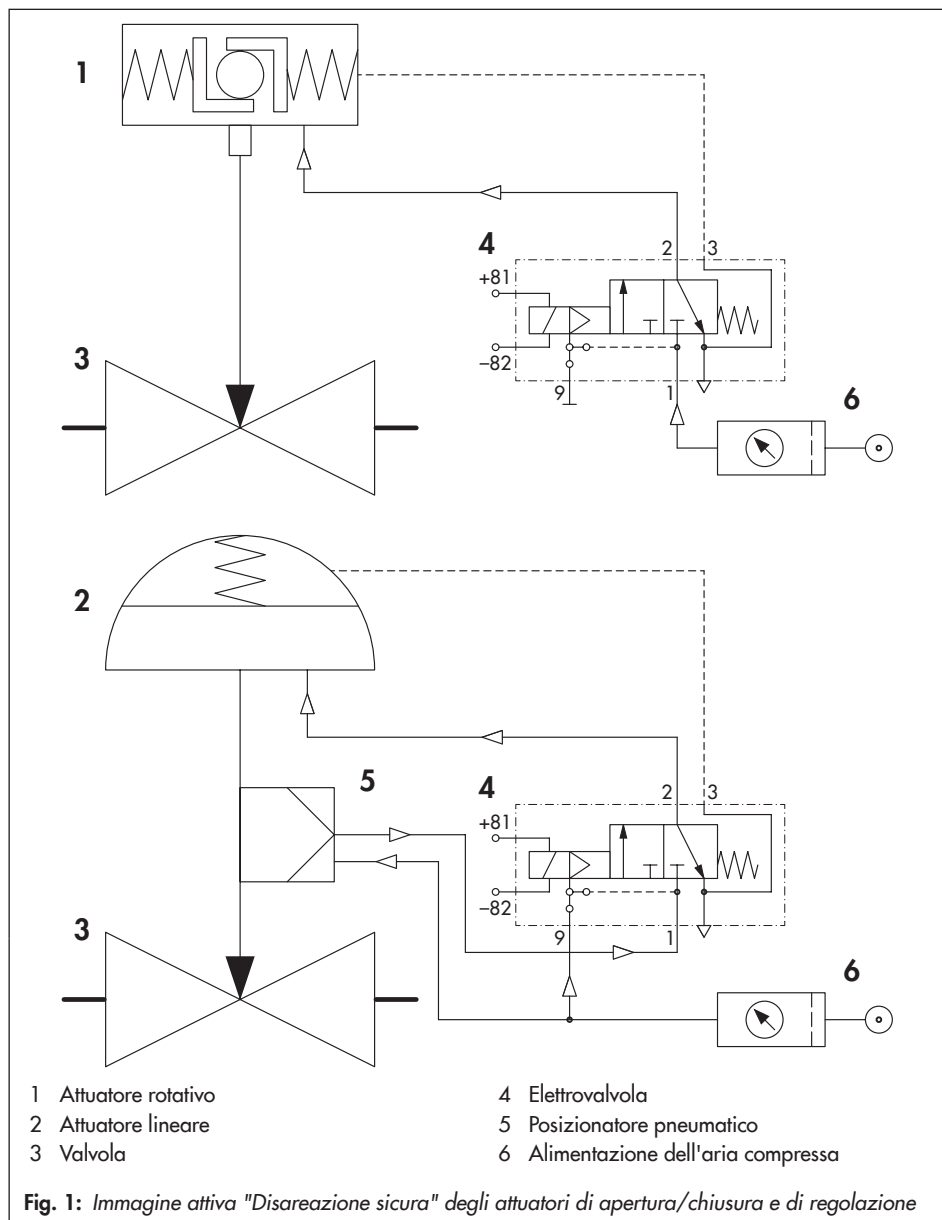 1
4
2 3
+81
−82
9 1
3
6
2
5
4
2 3
+81
−82
9 1
3
6
1 Attuatore rotativo
2 Attuatore lineare
3 Valvola
4 Elettrovalvola
5 Posizionatore pneumatico
6 Alimentazione dell'aria compressa
Fig. 1: Immagine attiva "Disareazione sicura" degli attuatori di apertura/chiusura e di regolazione